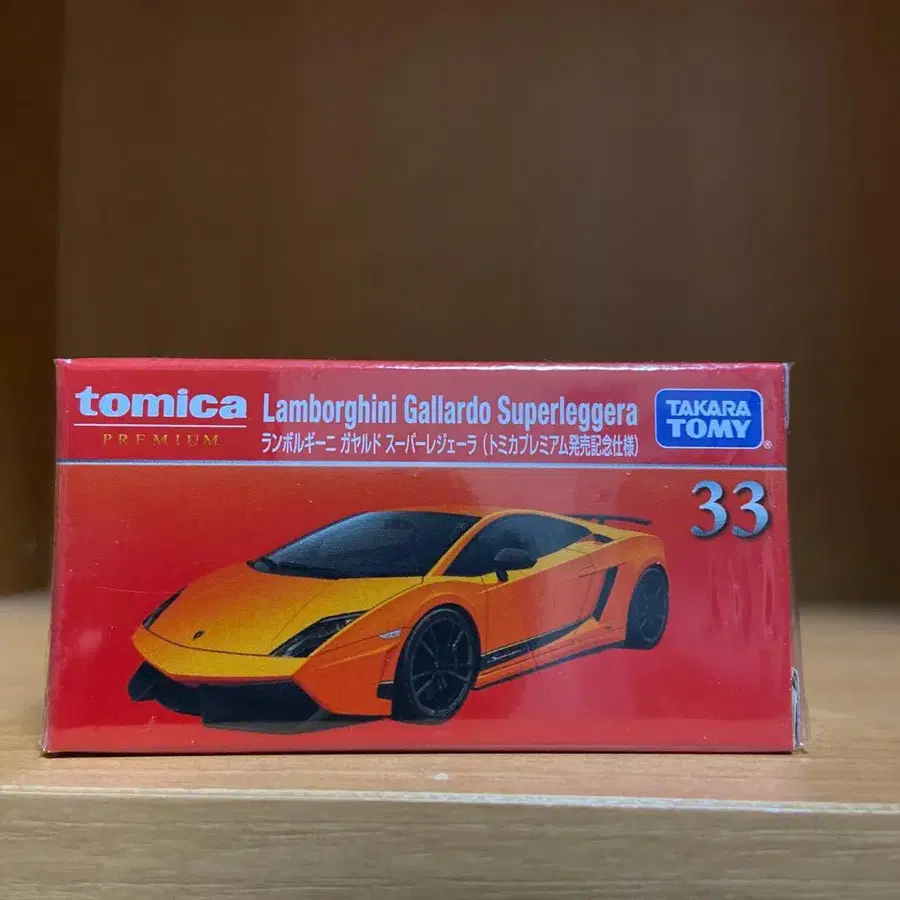 tomica
PREMIUM
Lamborghini Gallardo Superleggera
ランボルギーニ ガヤルド スーパーレジェーラ（トミカプレミアム発売記念仕様）
TAKARA
TOMY
33